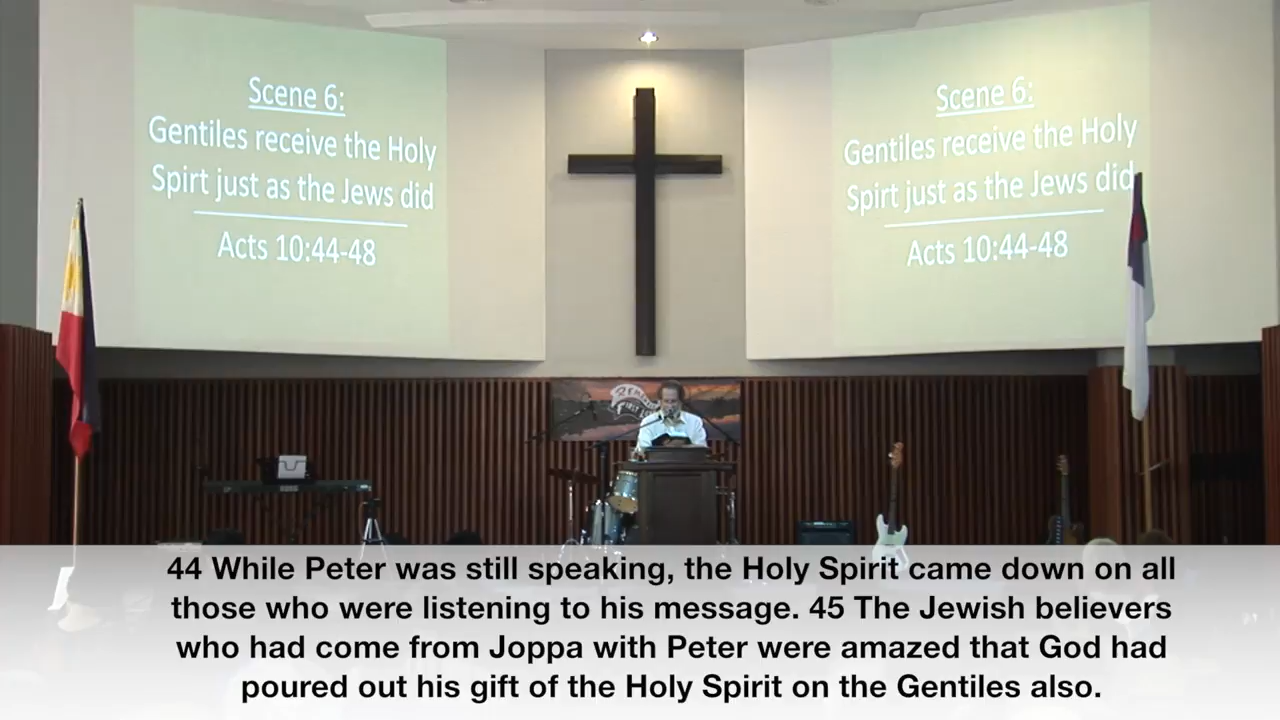 Scene 6:
Gentiles receive the Holy
Spirt just as the Jews did
Acts 10:44-48
Scene 6:
Gentiles receive the Holy
Spirt just as the Jews did
Acts 10:44-48
44 While Peter was still speaking, the Holy Spirit came down on all
those who were listening to his message. 45 The Jewish believers
who had come from Joppa with Peter were amazed that God had
poured out his gift of the Holy Spirit on the Gentiles also.